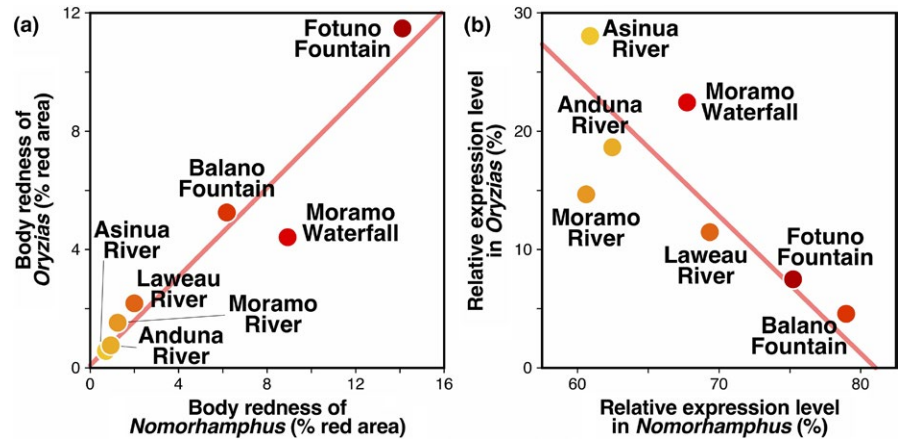 (a)
12
8
4
0
0
4
8
12
16
Body redness of
Oryzias (% red area)
Body redness of
Nomorhamphus (% red area)
Fotuno
Fountain
Balano
Fountain
Moramo
Waterfall
Asinua
River
Laweau
River
Moramo
River
Anduna
River
(b)
30%
20
10
0
60
70
80
Relative expression level
in Oryzias (%)
Relative expression level
in Nomorhamphus (%)
Asinua
River
Moramo
Waterfall
Anduna
River
Moramo
River
Laweau
River
Fotuno
Fountain
Balano
Fountain